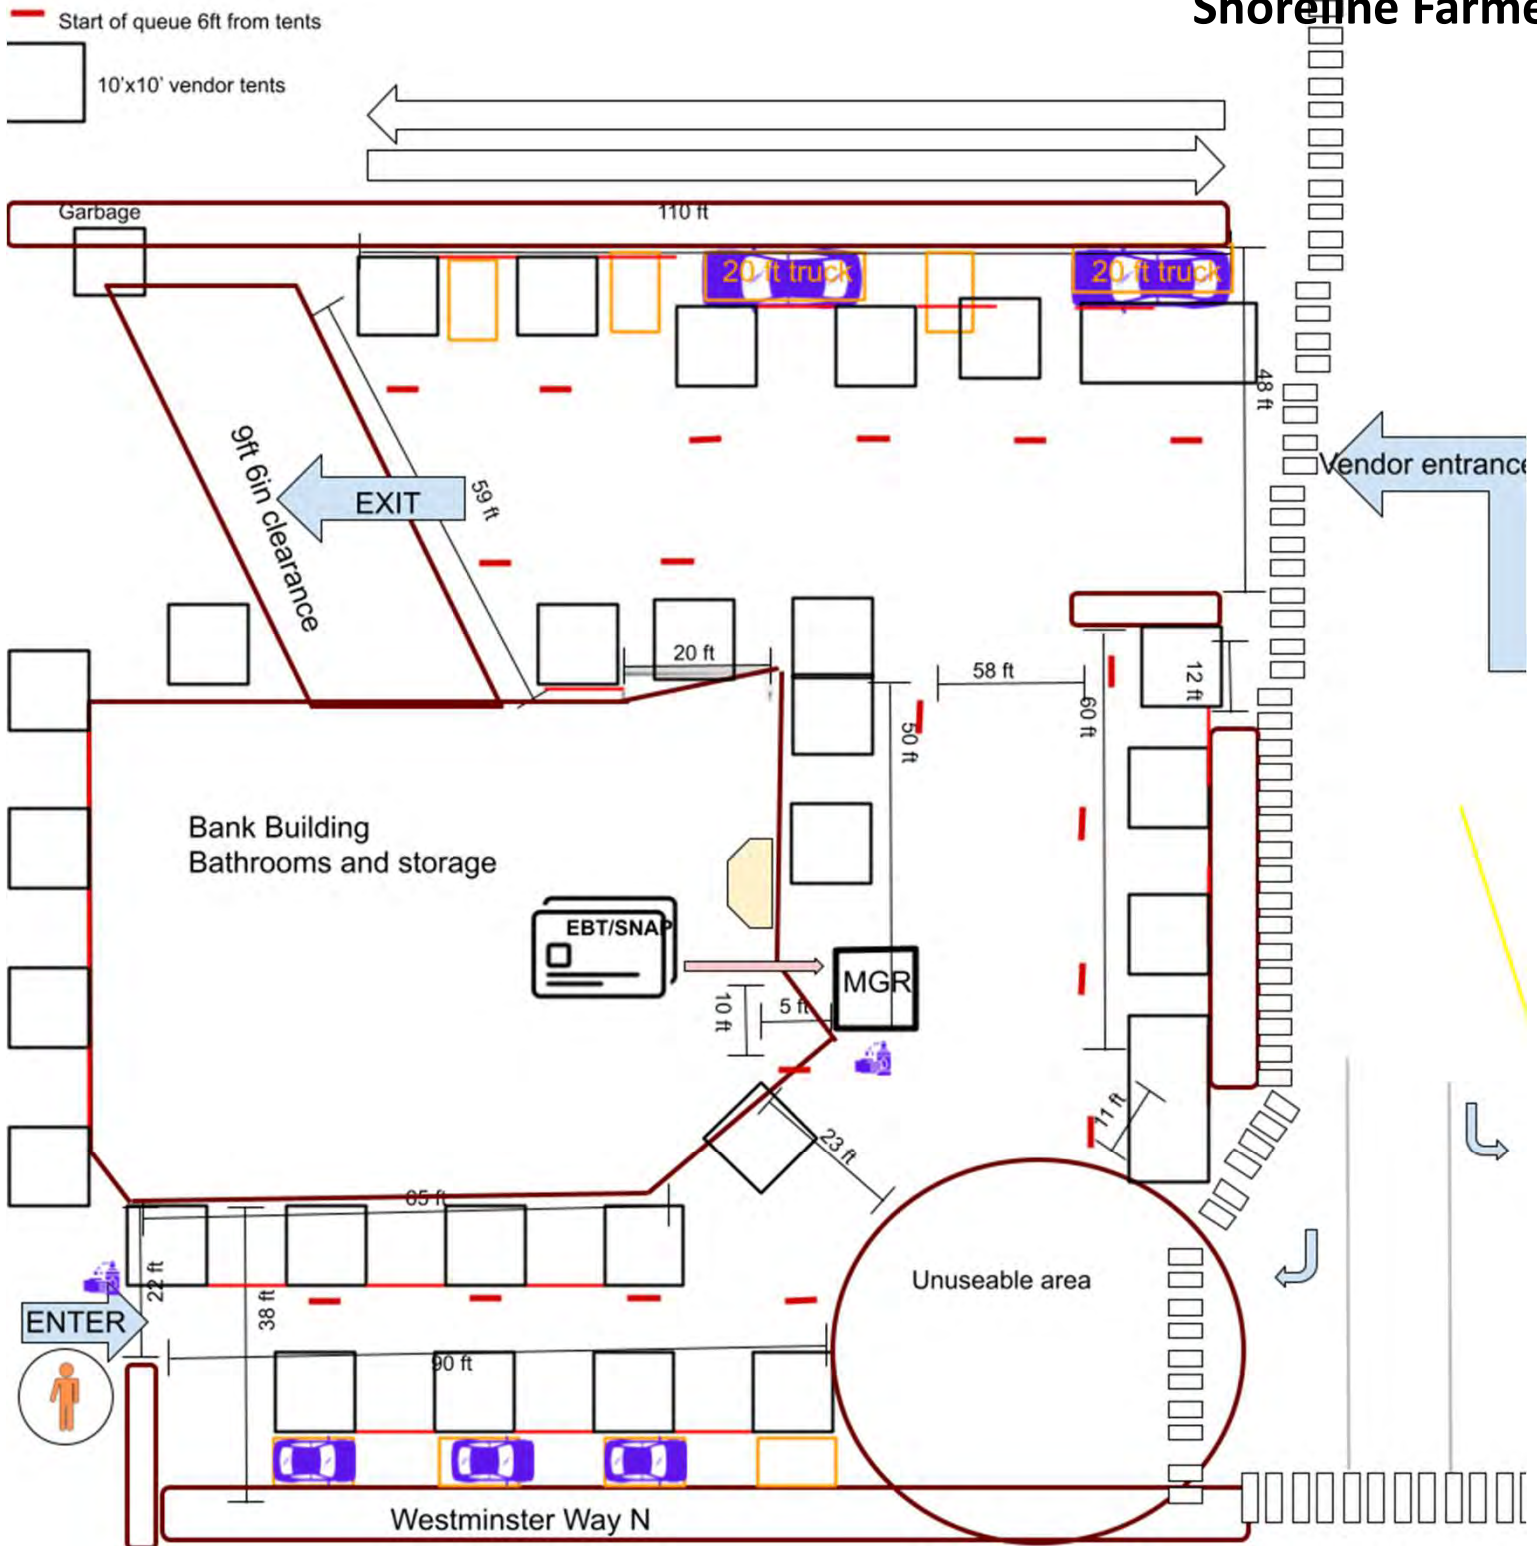 Shoreline Farme
Start of queue 6ft from tents
10'x10' vendor tents
Garbage
110 ft
20 ft truck
20 ft truck
48 ft
9ft 6in clearance
EXIT
59 ft
Vendor entrance
20 ft
58 ft
12 ft
60 ft
50 ft
Bank Building
Bathrooms and storage
EBT/SNAP
MGR
10 ft
5 ft
11 ft
23 ft
65 ft
22 ft
38 ft
Unuseable area
ENTER
90 ft
Westminster Way N